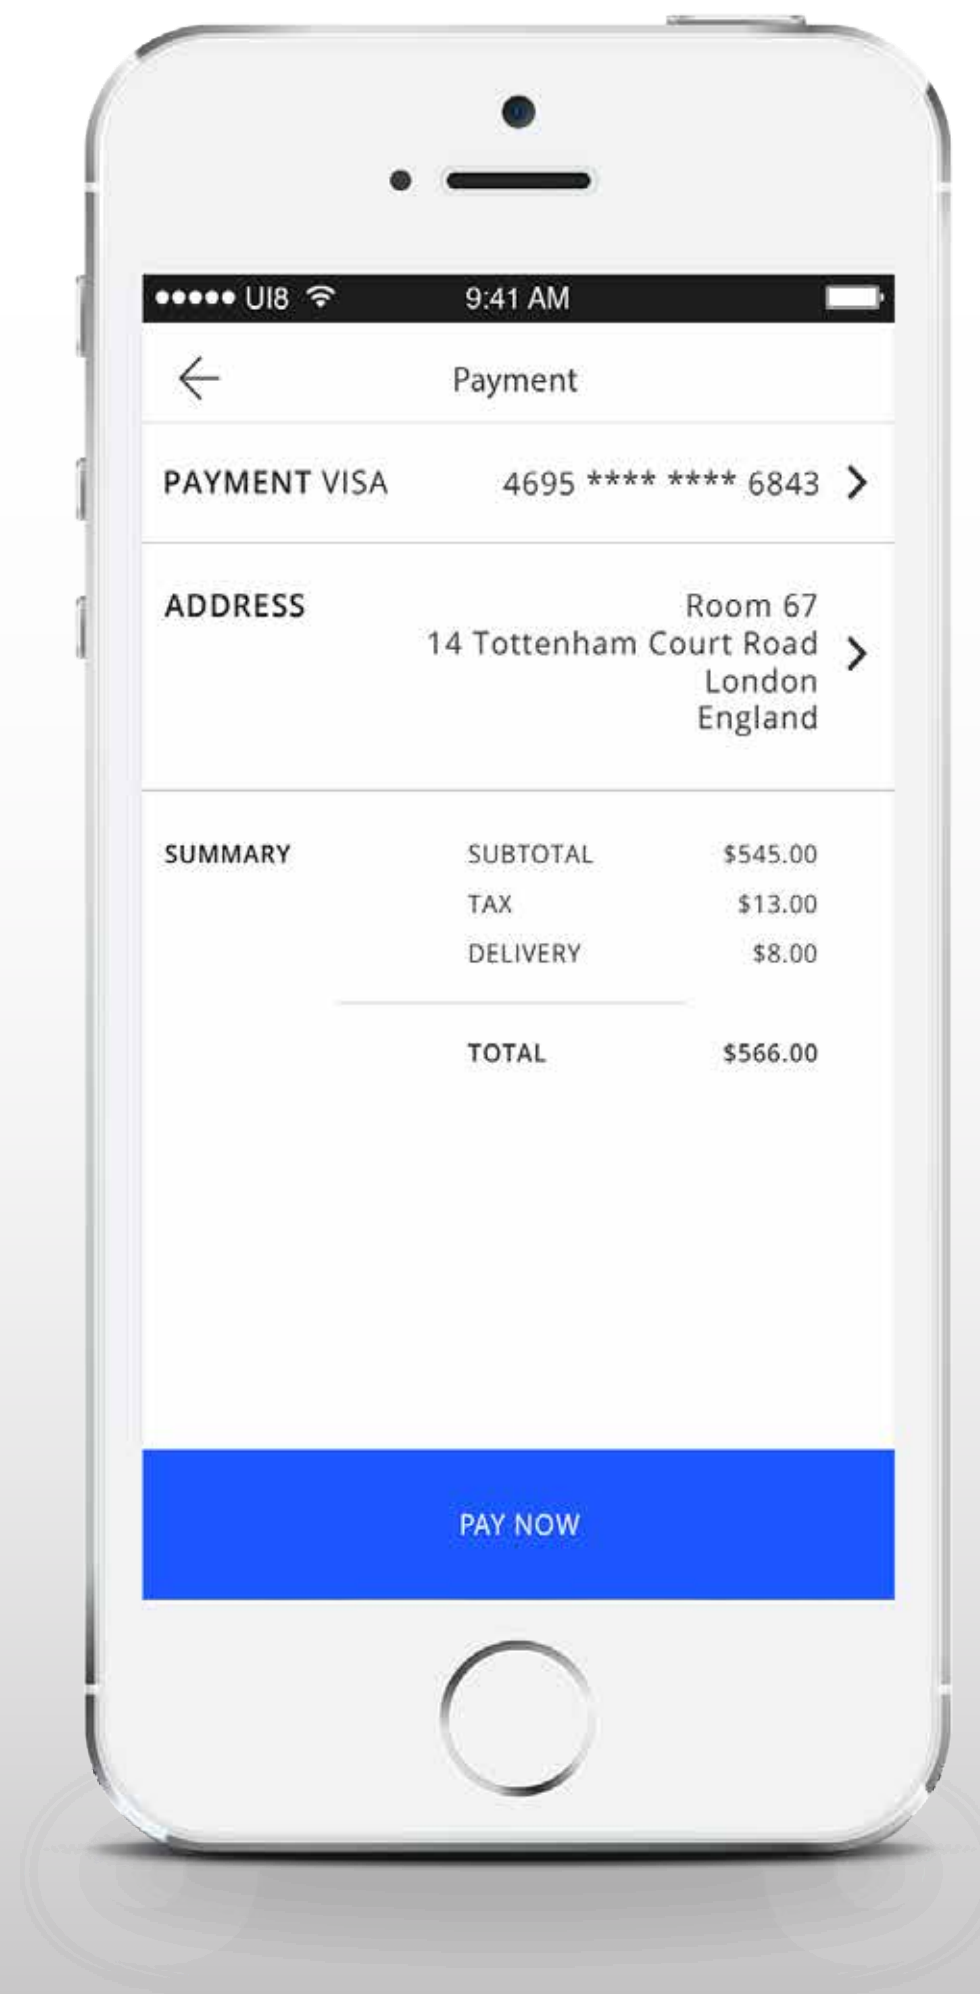 UI8 9:41 AM
Payment
PAYMENT VISA 4695 **** **** 6843
ADDRESS Room 67
14 Tottenham Court Road
London
England
SUMMARY SUBTOTAL $545.00
TAX $13.00
DELIVERY $8.00
TOTAL $566.00
PAY NOW